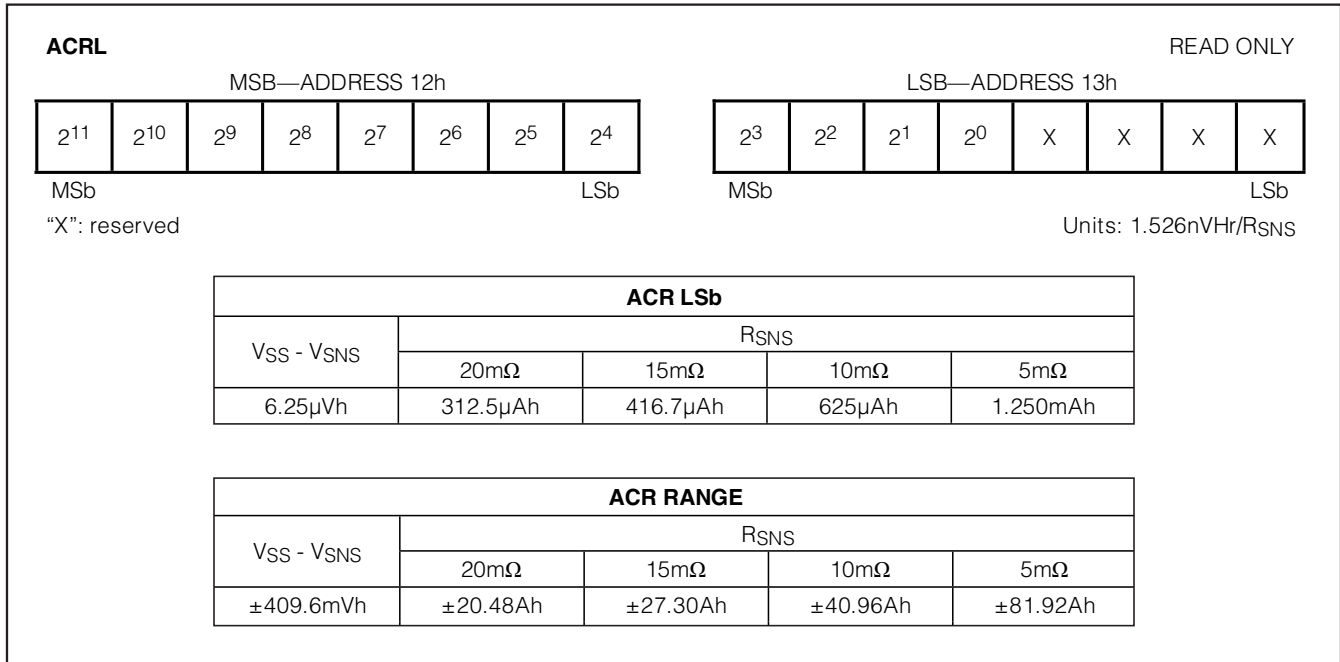 ACRL READ ONLY
MSB—ADDRESS 12h LSB—ADDRESS 13h
2¹¹ 2¹⁰ 2⁹ 2⁸ 2⁷ 2⁶ 2⁵ 2⁴ 2³ 2² 2¹ 2⁰ X X X X
MSb LSb MSb LSb
“X”: reserved Units: 1.526nVHr/RSNS
ACR LSb
VSS - VSNS RSNS
20mΩ 15mΩ 10mΩ 5mΩ
6.25µVh 312.5µAh 416.7µAh 625µAh 1.250mAh
ACR RANGE
VSS - VSNS RSNS
20mΩ 15mΩ 10mΩ 5mΩ
±409.6mVh ±20.48Ah ±27.30Ah ±40.96Ah ±81.92Ah